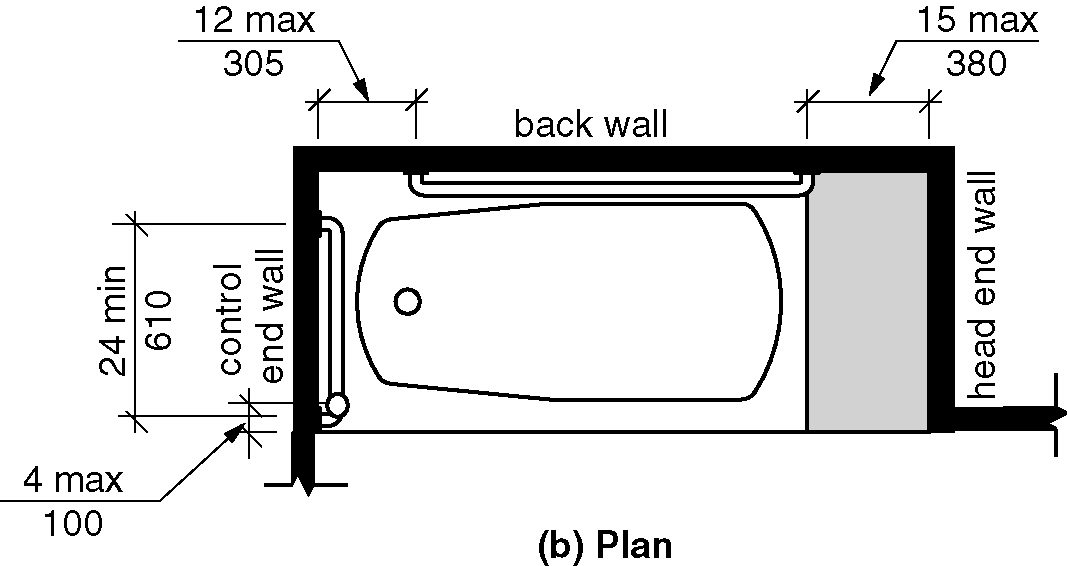 12 max
305
15 max
380
back wall
head end wall
24 min
610
control
end wall
4 max
100
(b) Plan